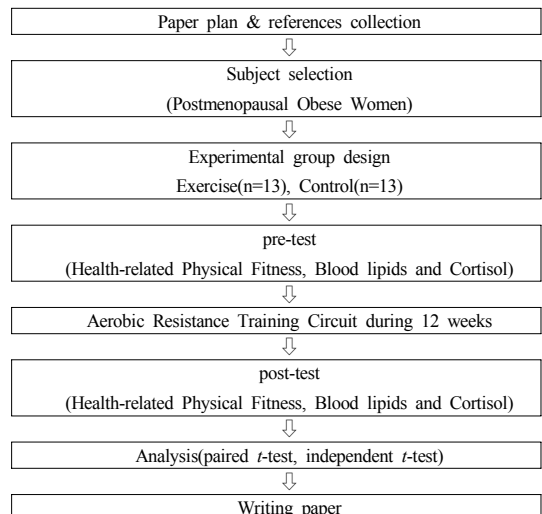 Paper plan & references collection
Subject selection
(Postmenopausal Obese Women)
Experimental group design
Exercise(n=13), Control(n=13)
pre-test
(Health-related Physical Fitness, Blood lipids and Cortisol)
Aerobic Resistance Training Circuit during 12 weeks
post-test
(Health-related Physical Fitness, Blood lipids and Cortisol)
Analysis(paired t-test, independent t-test)
Writing paper